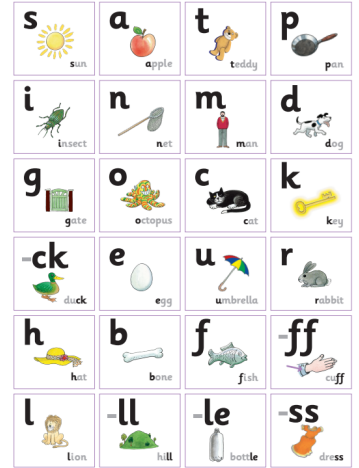 s a t p
sun apple teddy pan
i n m d
insect net man dog
g o c k
gate octopus cat key
-ck e u r
duck egg umbrella rabbit
h b f -ff
hat bone fish cuff
l -ll -le -ss
lion hill bottle dress